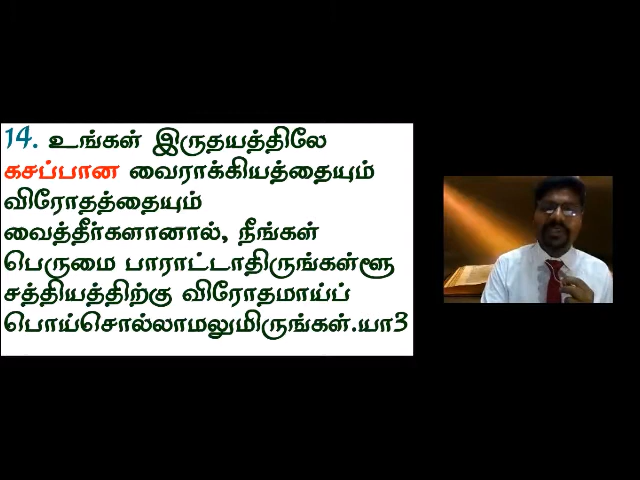 14. உங்கள் இருதயத்திலே
கசப்பான வைராக்கியத்தையும்
விரோதத்தையும்
வைத்தீர்களானால், நீங்கள்
பெருமை பாராட்டாதிருங்கள்ளூ
சத்தியத்திற்கு விரோதமாய்ப்
பொய்சொல்லாமலுமிருங்கள்.யா3